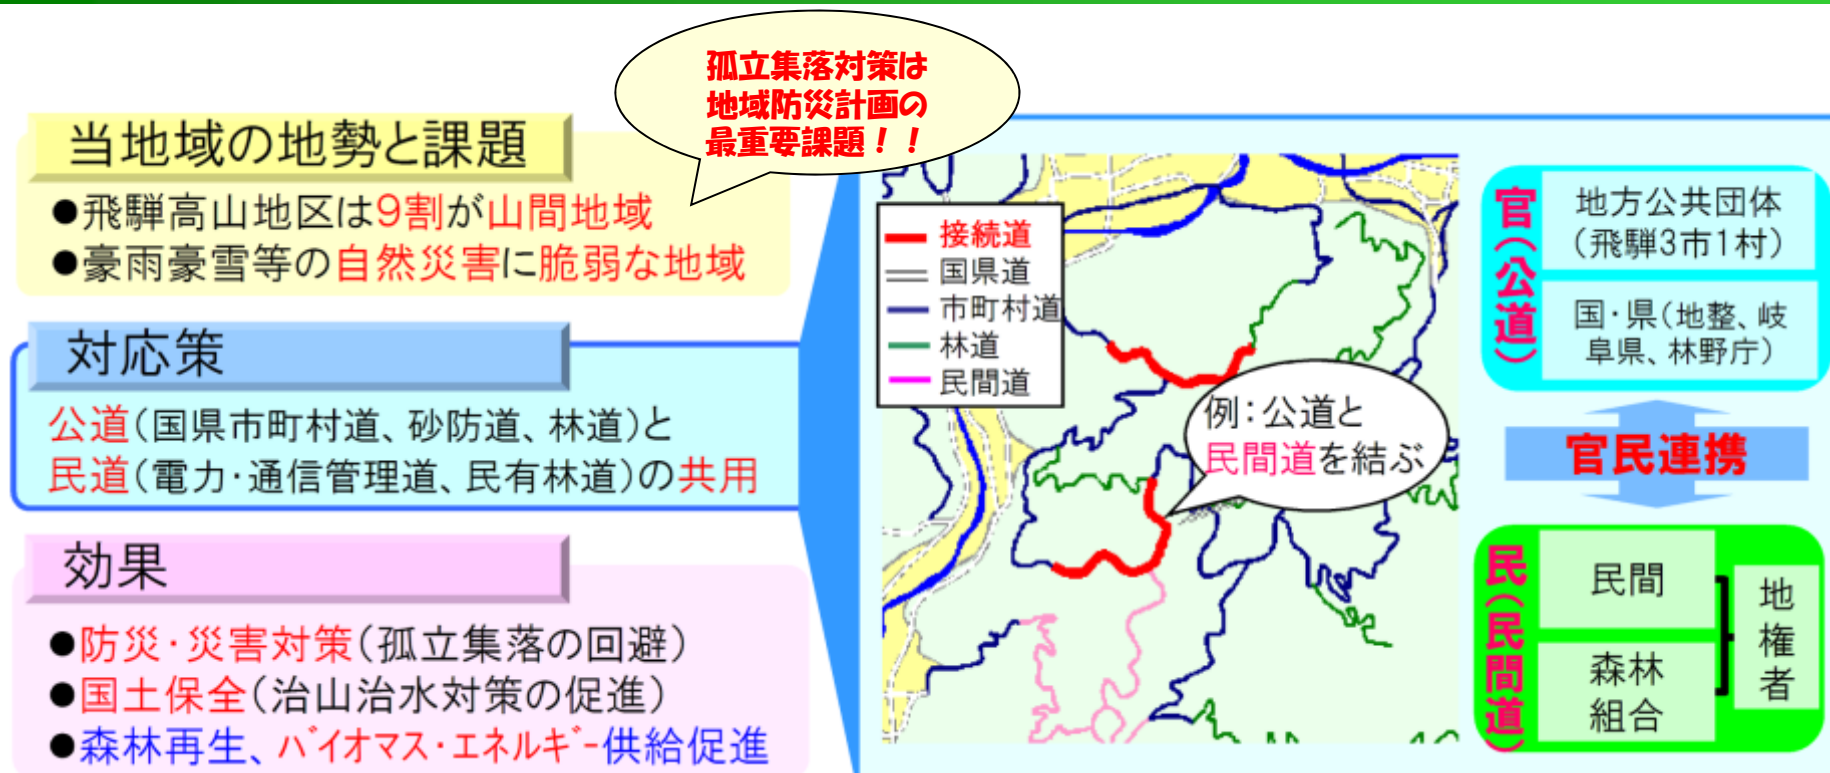 孤立集落対策は
地域防災計画の
最重要課題！！
当地域の地勢と課題
●飛騨高山地区は9割が山間地域
●豪雨豪雪等の自然災害に脆弱な地域
対応策
公道(国県市町村道、砂防道、林道)と
民道(電力･通信管理道、民有林道)の共用
効果
●防災･災害対策(孤立集落の回避)
●国土保全(治山治水対策の促進)
●森林再生、ﾊﾞｲｵﾏｽ･ｴﾈﾙｷﾞｰ供給促進
接続道
国県道
市町村道
林道
民間道
例：公道と
民間道を結ぶ
官(公道)
地方公共団体
(飛騨3市1村)
国･県(地整、岐
阜県、林野庁)
官民連携
民(民間道)
民間
森林
組合
地権者